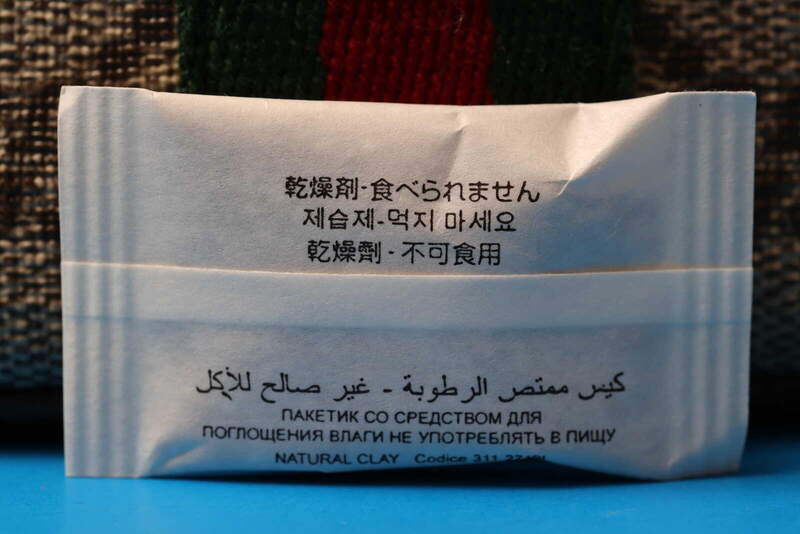 乾燥剤-食べられません
제습제-먹지 마세요
乾燥劑-不可食用
كيس ممتص الرطوبة - غير صالح للأكل
ПАКЕТИК СО СРЕДСТВОМ ДЛЯ
ПОГЛОЩЕНИЯ ВЛАГИ НЕ УПОТРЕБЛЯТЬ В ПИЩУ
NATURAL CLAY Codice 311